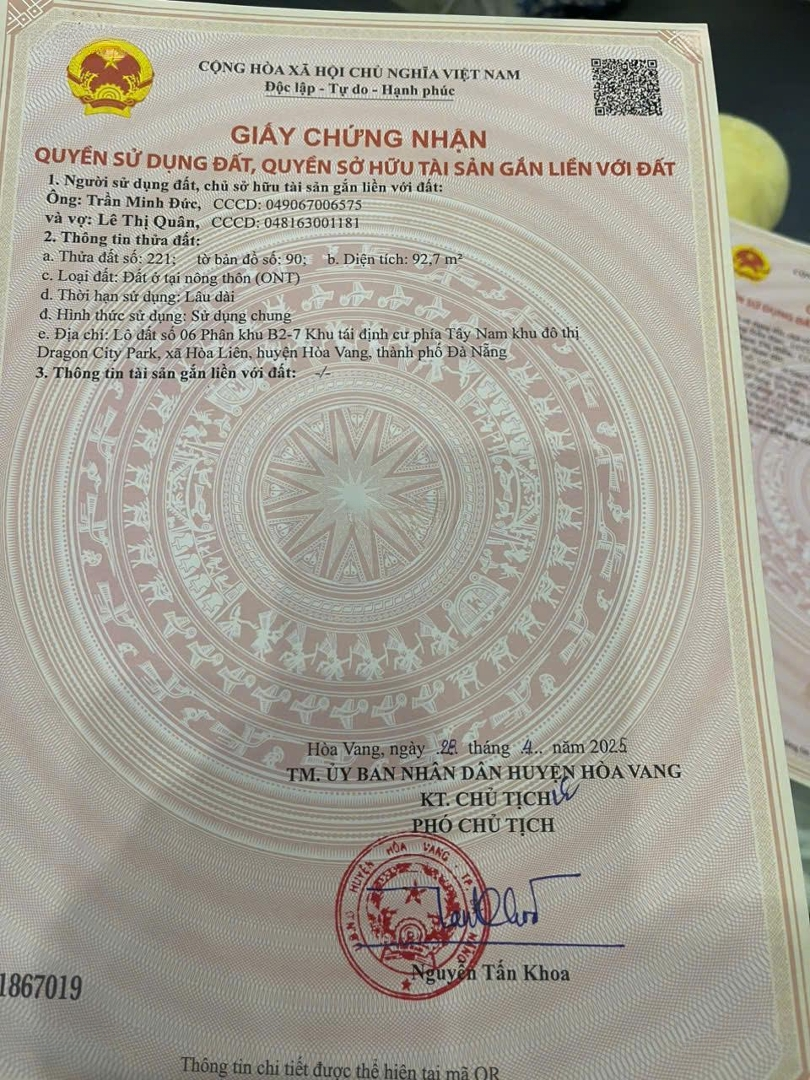 CỘNG HÒA XÃ HỘI CHỦ NGHĨA VIỆT NAM
Độc lập - Tự do - Hạnh phúc
GIẤY CHỨNG NHẬN
QUYỀN SỬ DỤNG ĐẤT, QUYỀN SỞ HỮU TÀI SẢN GẮN LIỀN VỚI ĐẤT
1. Người sử dụng đất, chủ sở hữu tài sản gắn liền với đất:
Ông: Trần Minh Đức, CCCD: 049067006575
và vợ: Lê Thị Quân, CCCD: 048163001181
2. Thông tin thửa đất:
a. Thửa đất số: 221; tờ bản đồ số: 90; b. Diện tích: 92,7 m²
c. Loại đất: Đất ở tại nông thôn (ONT)
d. Thời hạn sử dụng: Lâu dài
đ. Hình thức sử dụng: Sử dụng chung
e. Địa chỉ: Lô đất số 06 Phân khu B2-7 Khu tái định cư phía Tây Nam khu đô thị
Dragon City Park, xã Hòa Liên, huyện Hòa Vang, thành phố Đà Nẵng
3. Thông tin tài sản gắn liền với đất: -/-
Hòa Vang, ngày 28 tháng .4.. năm 2025
TM. ỦY BAN NHÂN DÂN HUYỆN HÒA VANG
KT. CHỦ TỊCH
PHÓ CHỦ TỊCH
U.B.N.D HUYỆN HÒA VANG
Nguyễn Tấn Khoa
1867019
Thông tin chi tiết được thể hiện tại mã QR